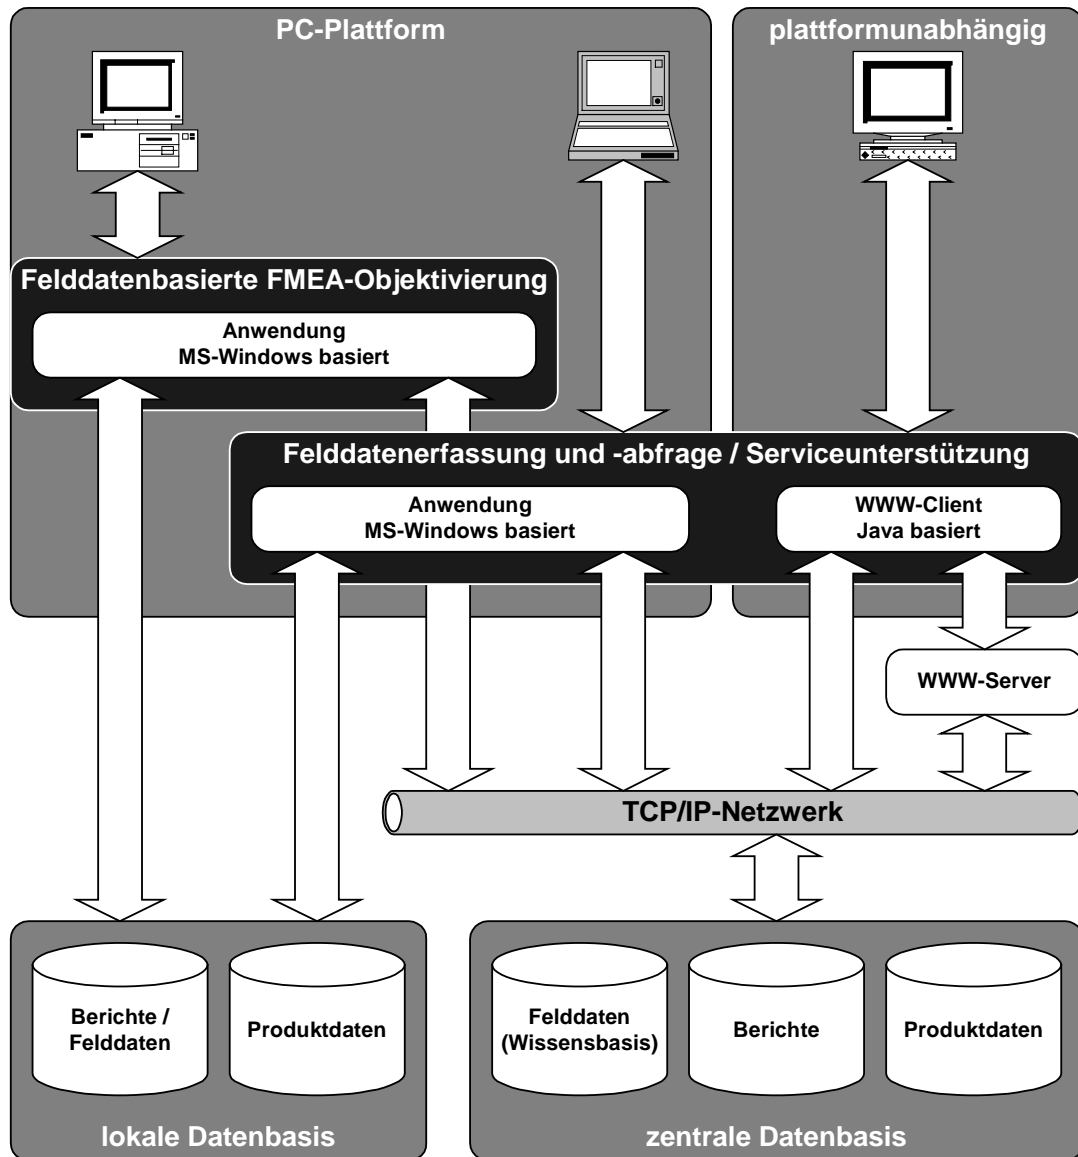 PC-Plattform
plattformunabhängig
Felddatenbasierte FMEA-Objektivierung
Anwendung
MS-Windows basiert
Felddatenerfassung und -abfrage / Serviceunterstützung
Anwendung
MS-Windows basiert
WWW-Client
Java basiert
WWW-Server
TCP/IP-Netzwerk
Berichte /
Felddaten
Produktdaten
Felddaten
(Wissensbasis)
Berichte
Produktdaten
lokale Datenbasis
zentrale Datenbasis